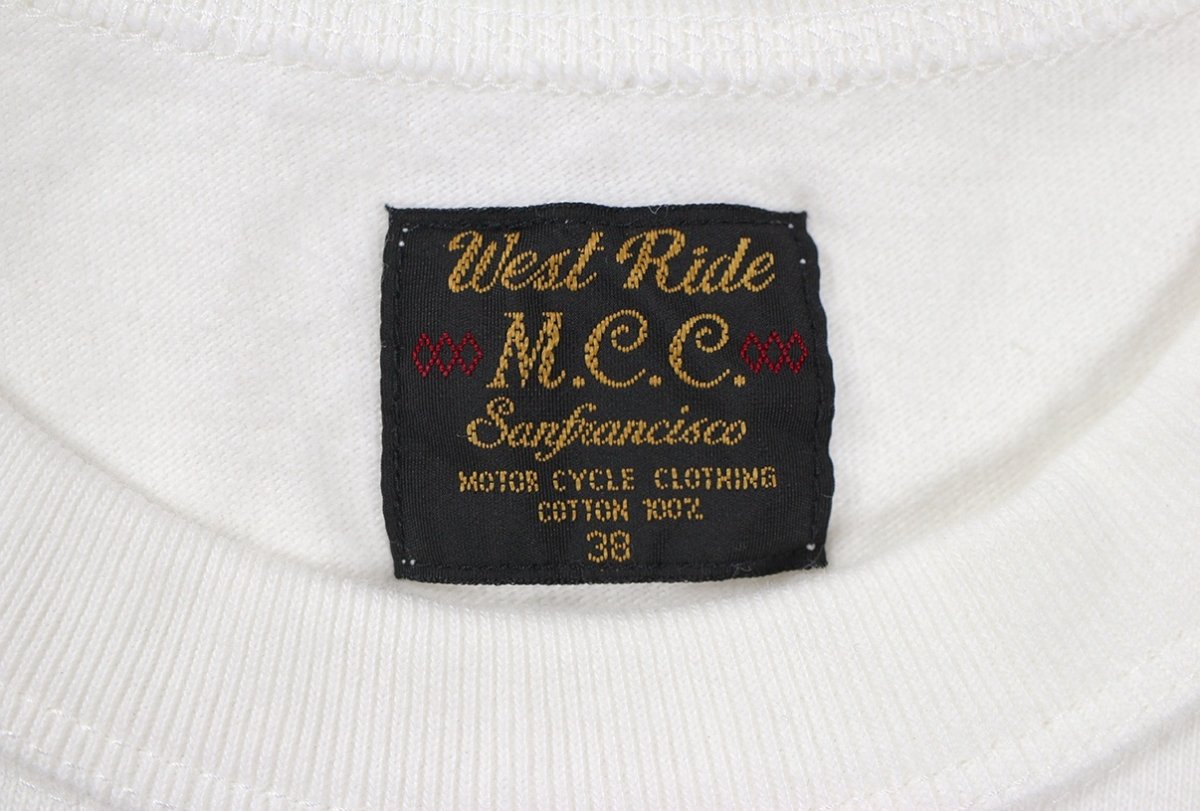 West Ride
M.C.C.
Sanfrancisco
MOTOR CYCLE CLOTHING
COTTON 100%
38